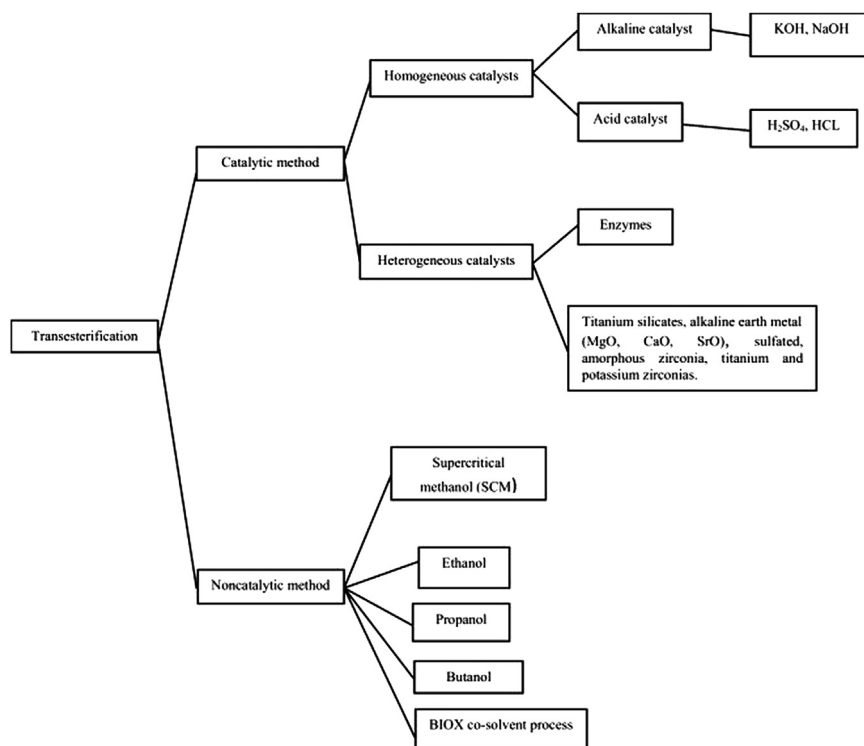 Alkaline catalyst
KOH, NaOH
Homogeneous catalysts
Acid catalyst
H₂SO₄, HCL
Catalytic method
Enzymes
Heterogeneous catalysts
Transesterification
Titanium silicates, alkaline earth metal
(MgO, CaO, SrO), sulfated,
amorphous zirconia, titanium and
potassium zirconias.
Supercritical
methanol (SCM)
Ethanol
Noncatalytic method
Propanol
Butanol
BIOX co-solvent process